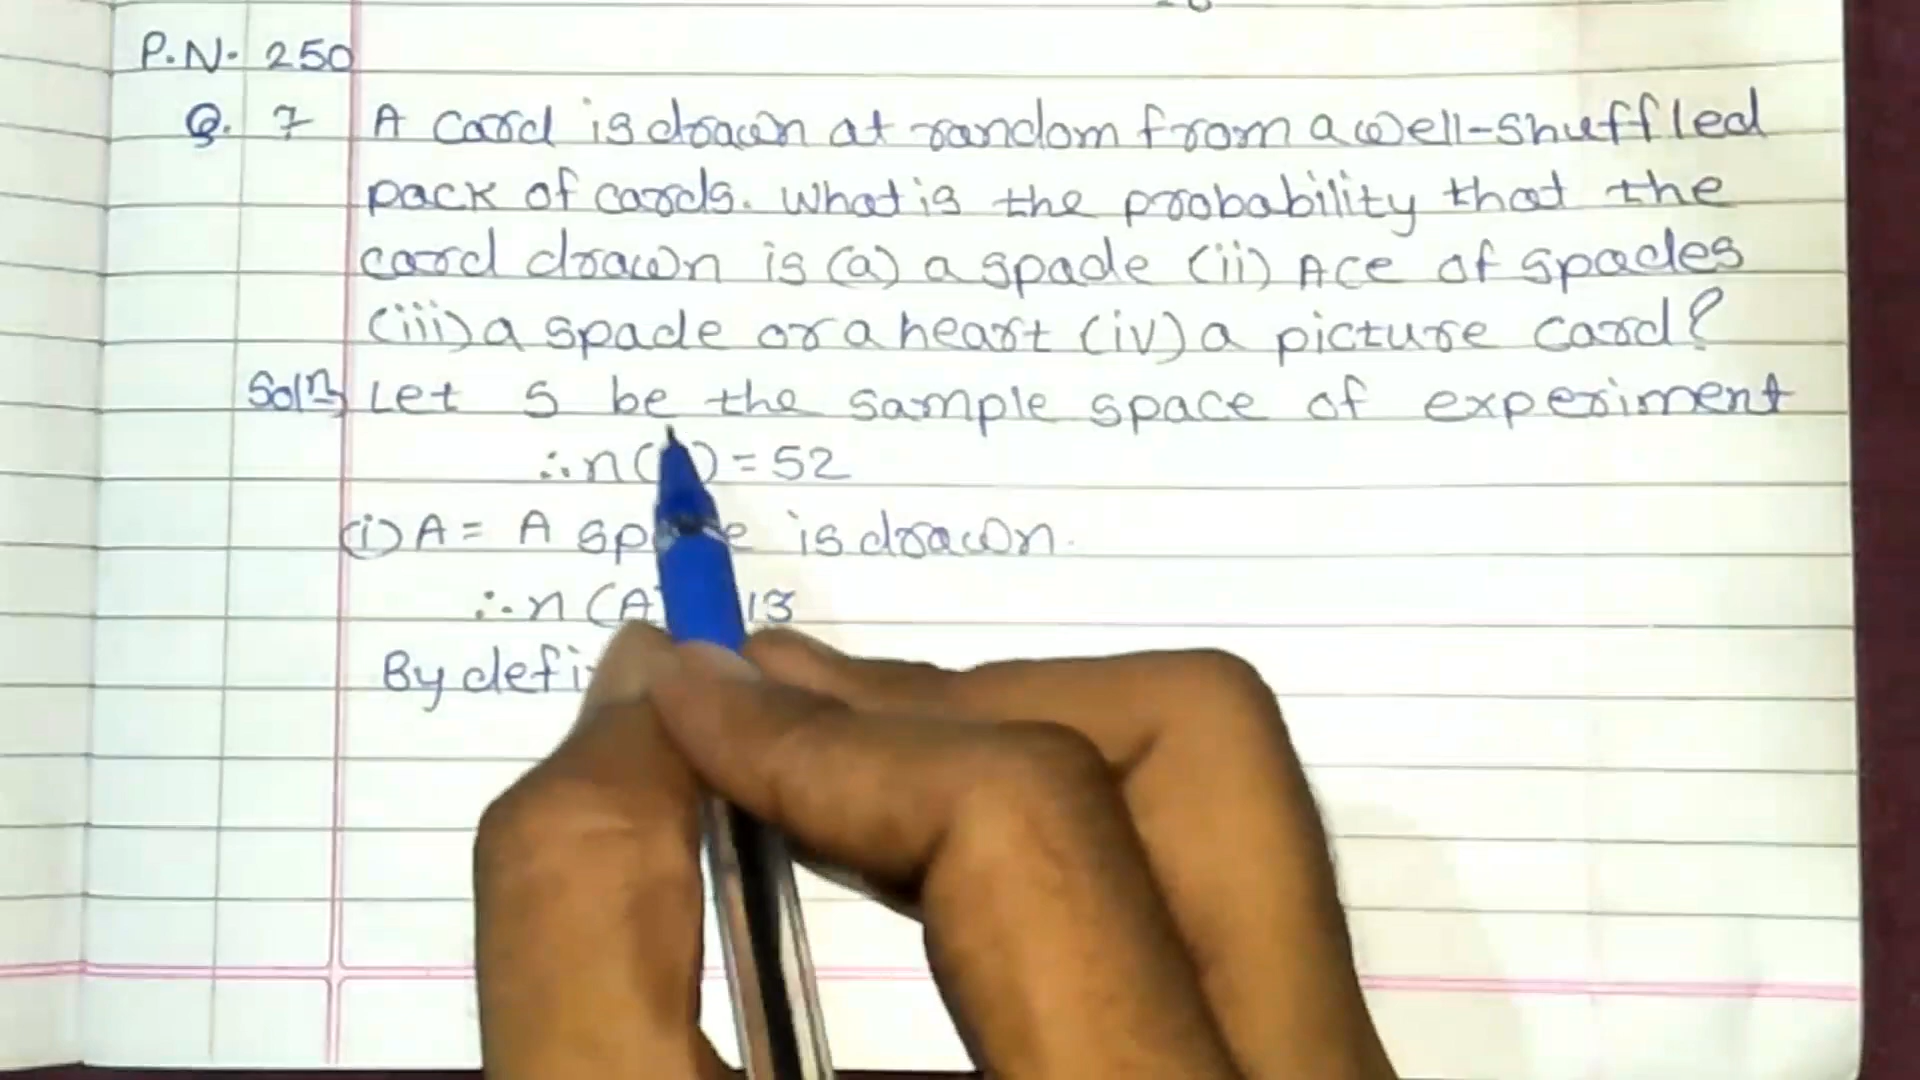 P.N. 250
Q. 7 A card is drawn at random from a well-shuffled
pack of cards. What is the probability that the
card drawn is (a) a spade (ii) Ace of spades
(iii) a spade or a heart (iv) a picture card?
Soln Let S be the sample space of experiment
∴ n( ) = 52
(i) A = A is drawn.
∴ n(A) 13
By